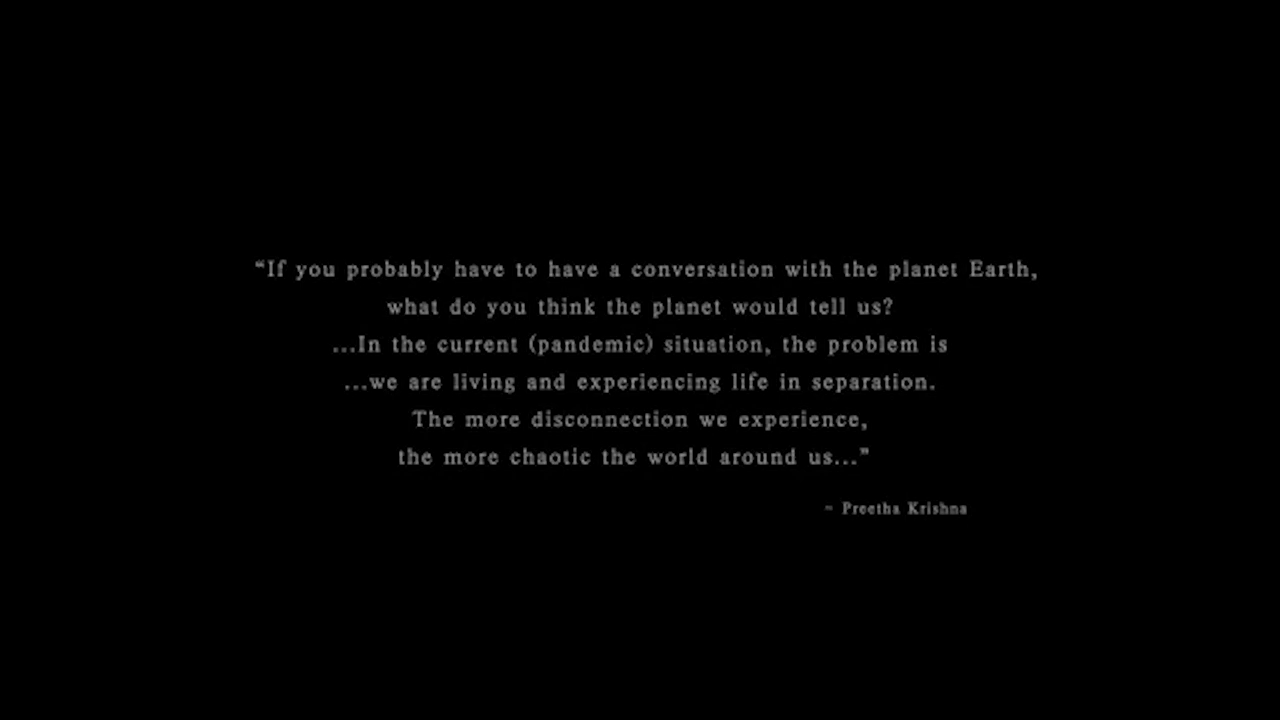 “If you probably have to have a conversation with the planet Earth,
what do you think the planet would tell us?
...In the current (pandemic) situation, the problem is
...we are living and experiencing life in separation.
The more disconnection we experience,
the more chaotic the world around us...”
~ Preetha Krishna